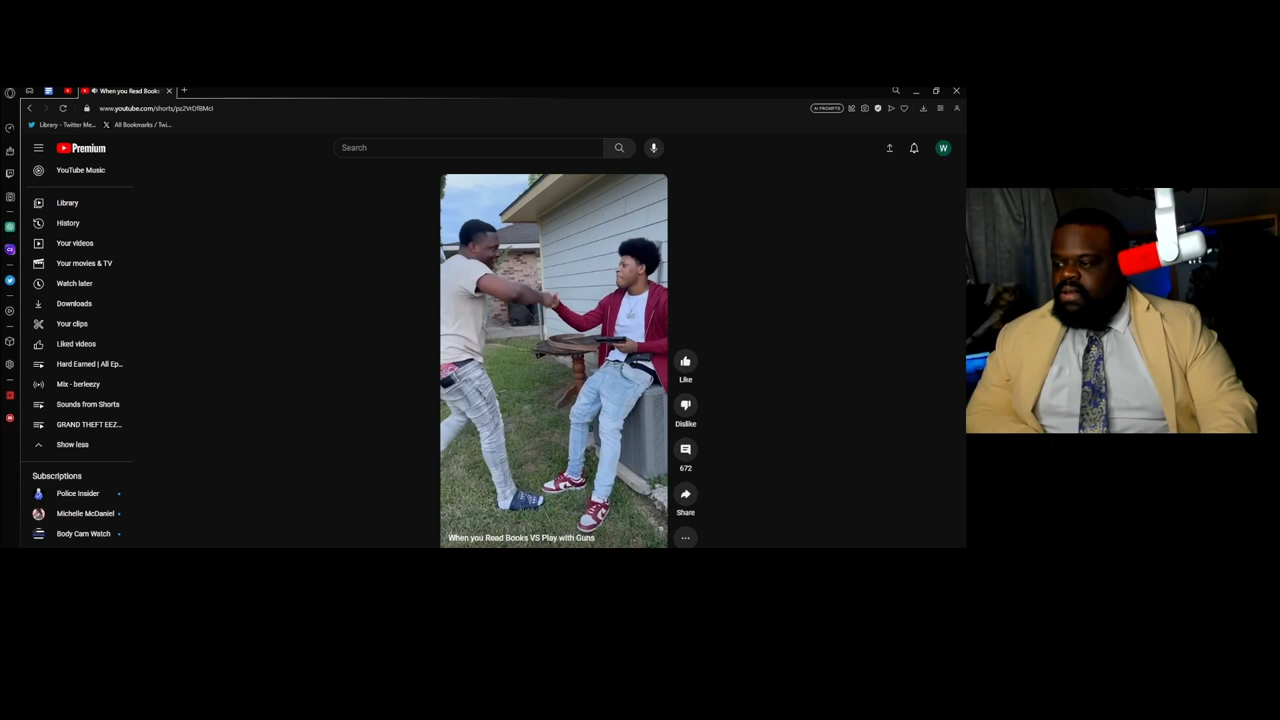 When you Read Books
www.youtube.com/shorts/pz2VrDf8McI
AI PROMPTS
Library - Twitter Me...
All Bookmarks / Twi...
Premium
Search
W
YouTube Music
Library
History
Your videos
Your movies & TV
Watch later
Downloads
Your clips
Liked videos
Hard Earned | All Ep...
Mix - berleezy
Sounds from Shorts
GRAND THEFT EEZ...
Show less
Subscriptions
Police Insider
Michelle McDaniel
Body Cam Watch
Like
Dislike
672
Share
When you Read Books VS Play with Guns